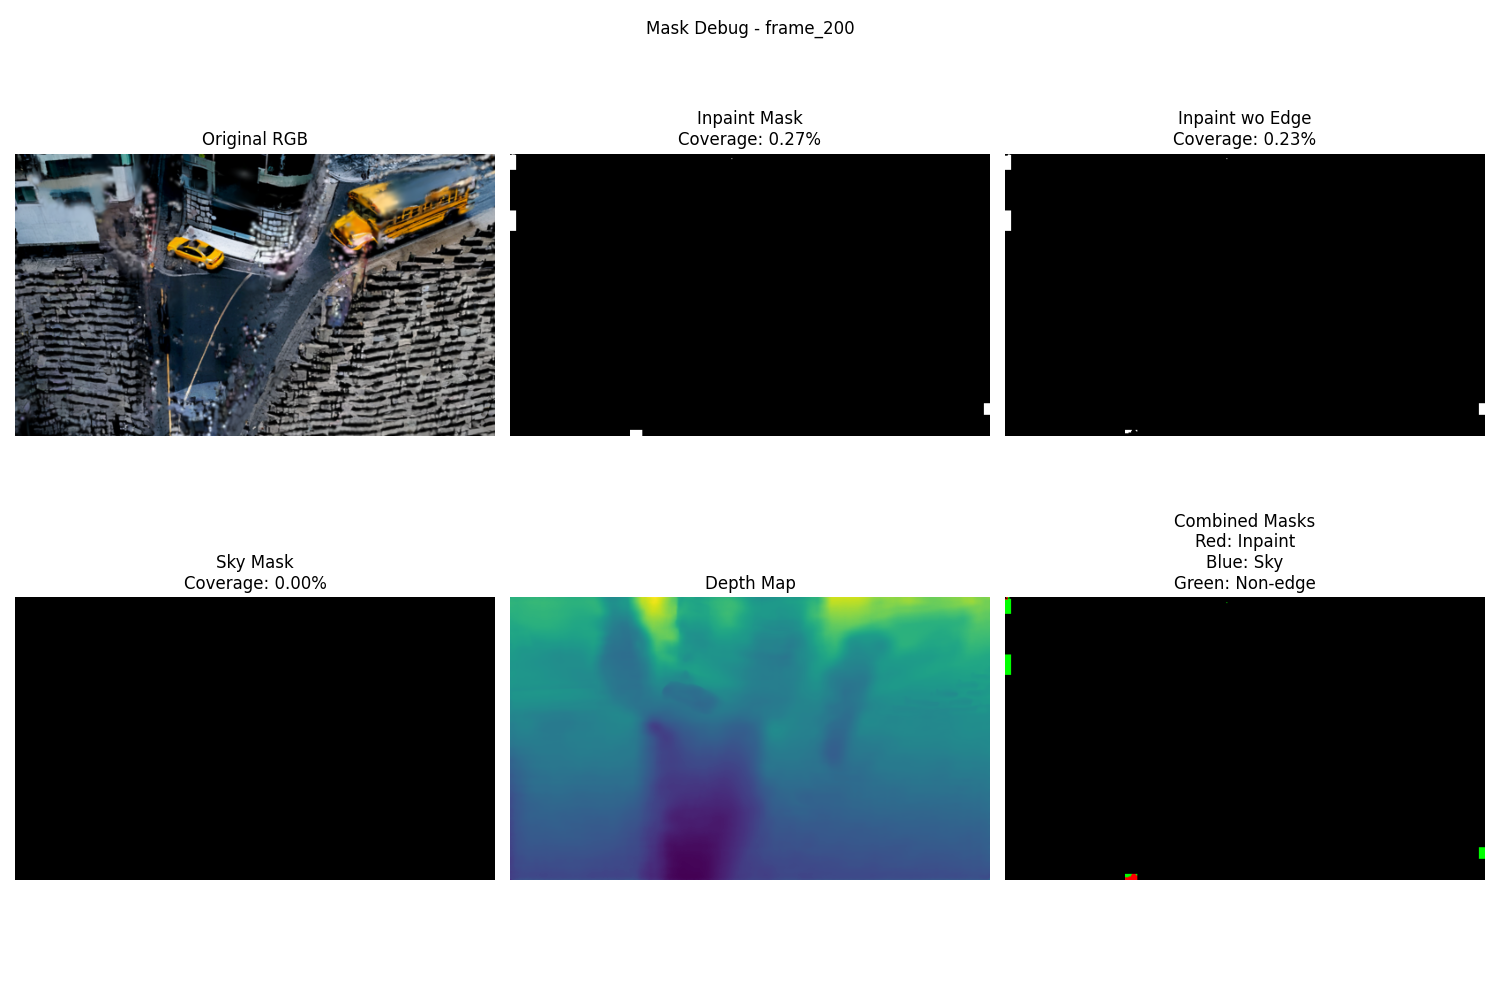 Mask Debug - frame_200
Original RGB
Inpaint Mask
Coverage: 0.27%
Inpaint wo Edge
Coverage: 0.23%
Sky Mask
Coverage: 0.00%
Depth Map
Combined Masks
Red: Inpaint
Blue: Sky
Green: Non-edge